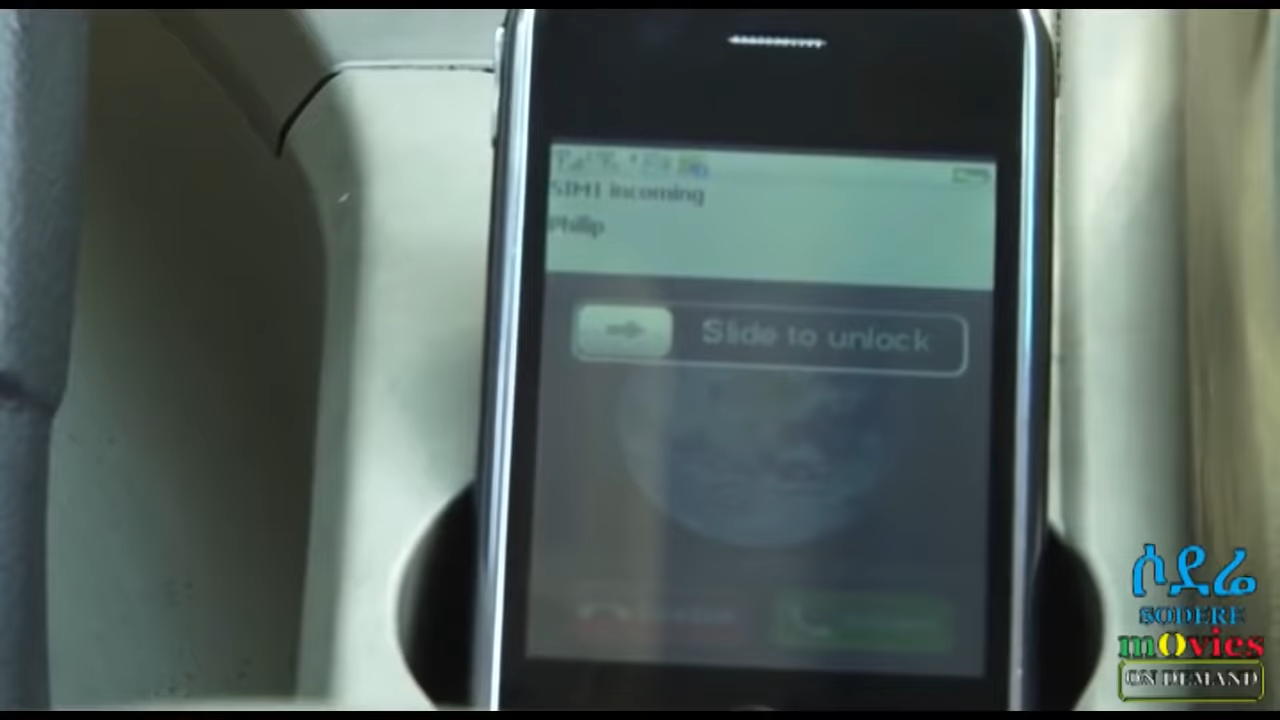 SIM1 incoming
Philip
Slide to unlock
ሶደሬ
SODERE
mOvies
ON DEMAND